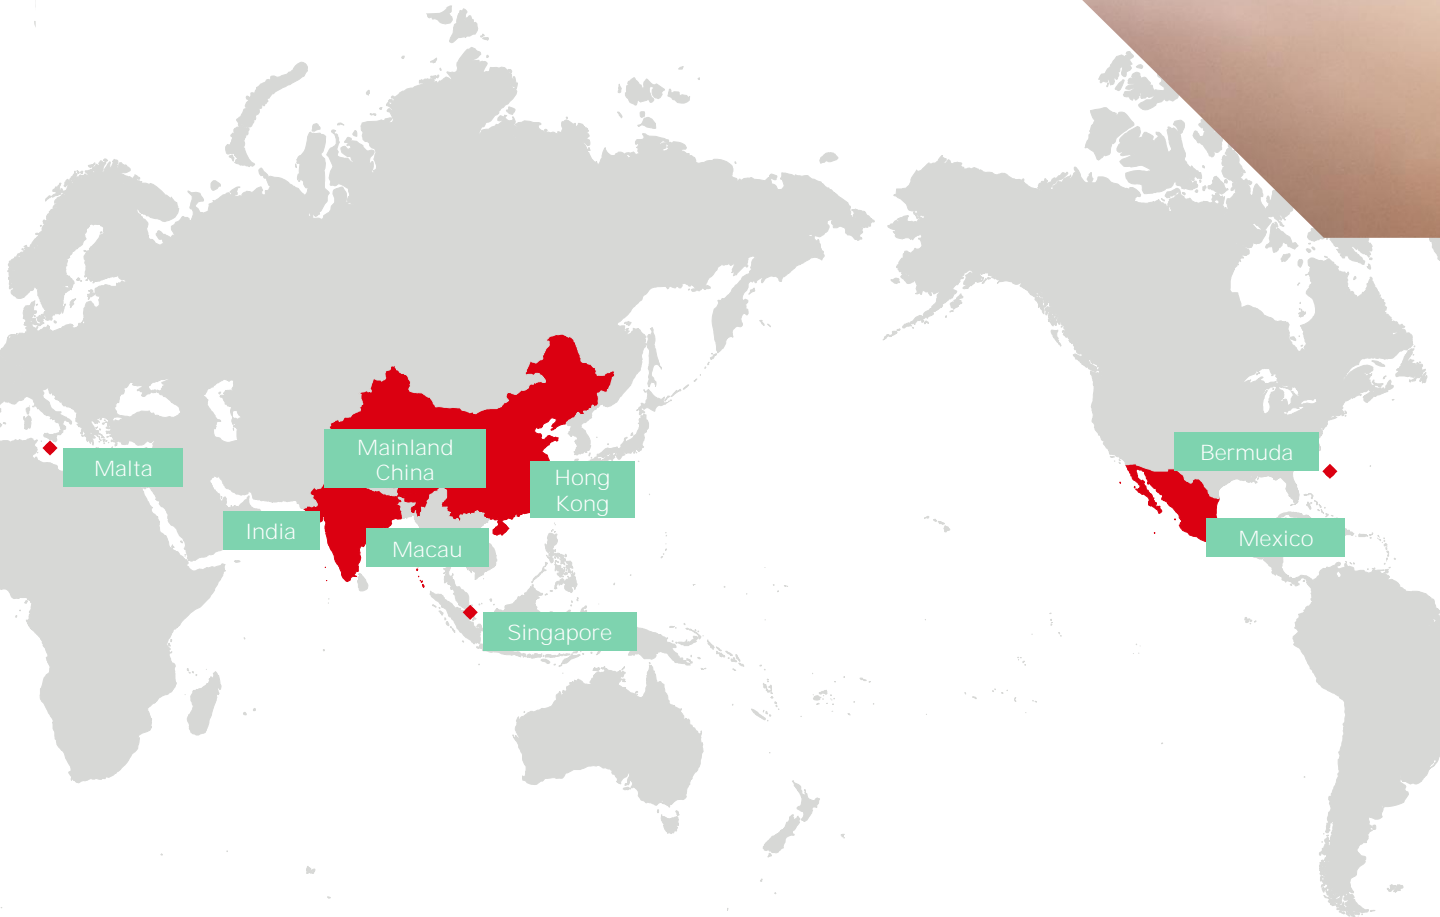 Mainland
China
Bermuda
Malta
Hong
Kong
India
Macau
Mexico
Singapore